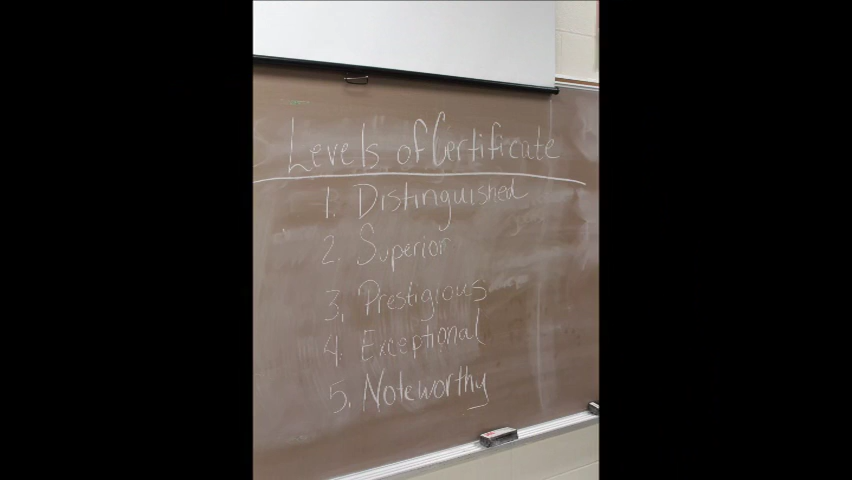 Levels of Certificate
1. Distinguished
2. Superior
3. Prestigious
4. Exceptional
5. Noteworthy